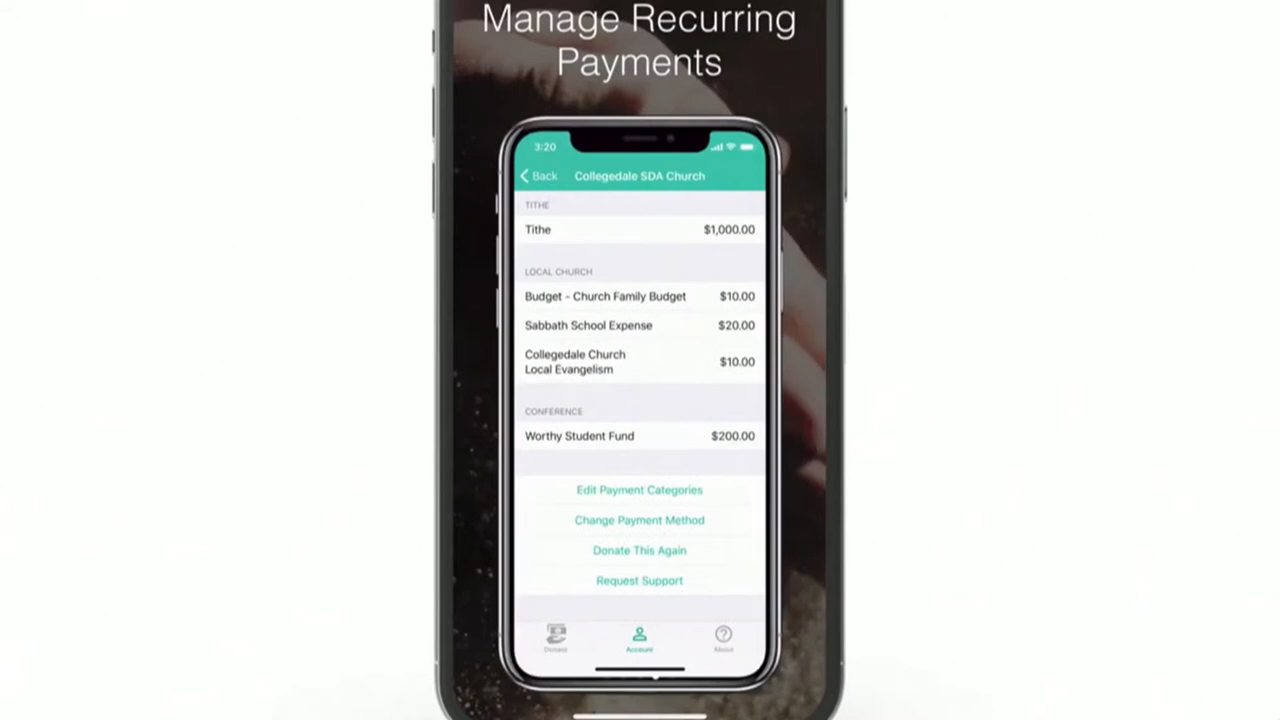 Manage Recurring
Payments
3:20
Back Collegedale SDA Church
TITHE
Tithe $1,000.00
LOCAL CHURCH
Budget - Church Family Budget $10.00
Sabbath School Expense $20.00
Collegedale Church
Local Evangelism $10.00
CONFERENCE
Worthy Student Fund $200.00
Edit Payment Categories
Change Payment Method
Donate This Again
Request Support
Donate Account About